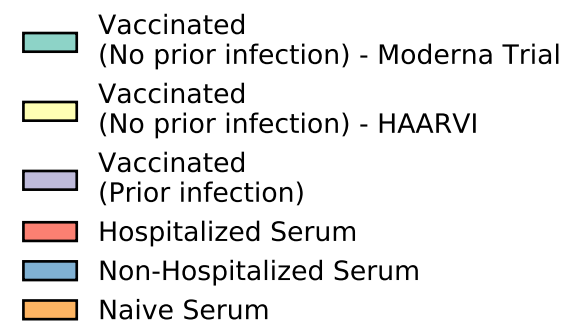 Vaccinated
(No prior infection) - Moderna Trial
Vaccinated
(No prior infection) - HAARVI
Vaccinated
(Prior infection)
Hospitalized Serum
Non-Hospitalized Serum
Naive Serum